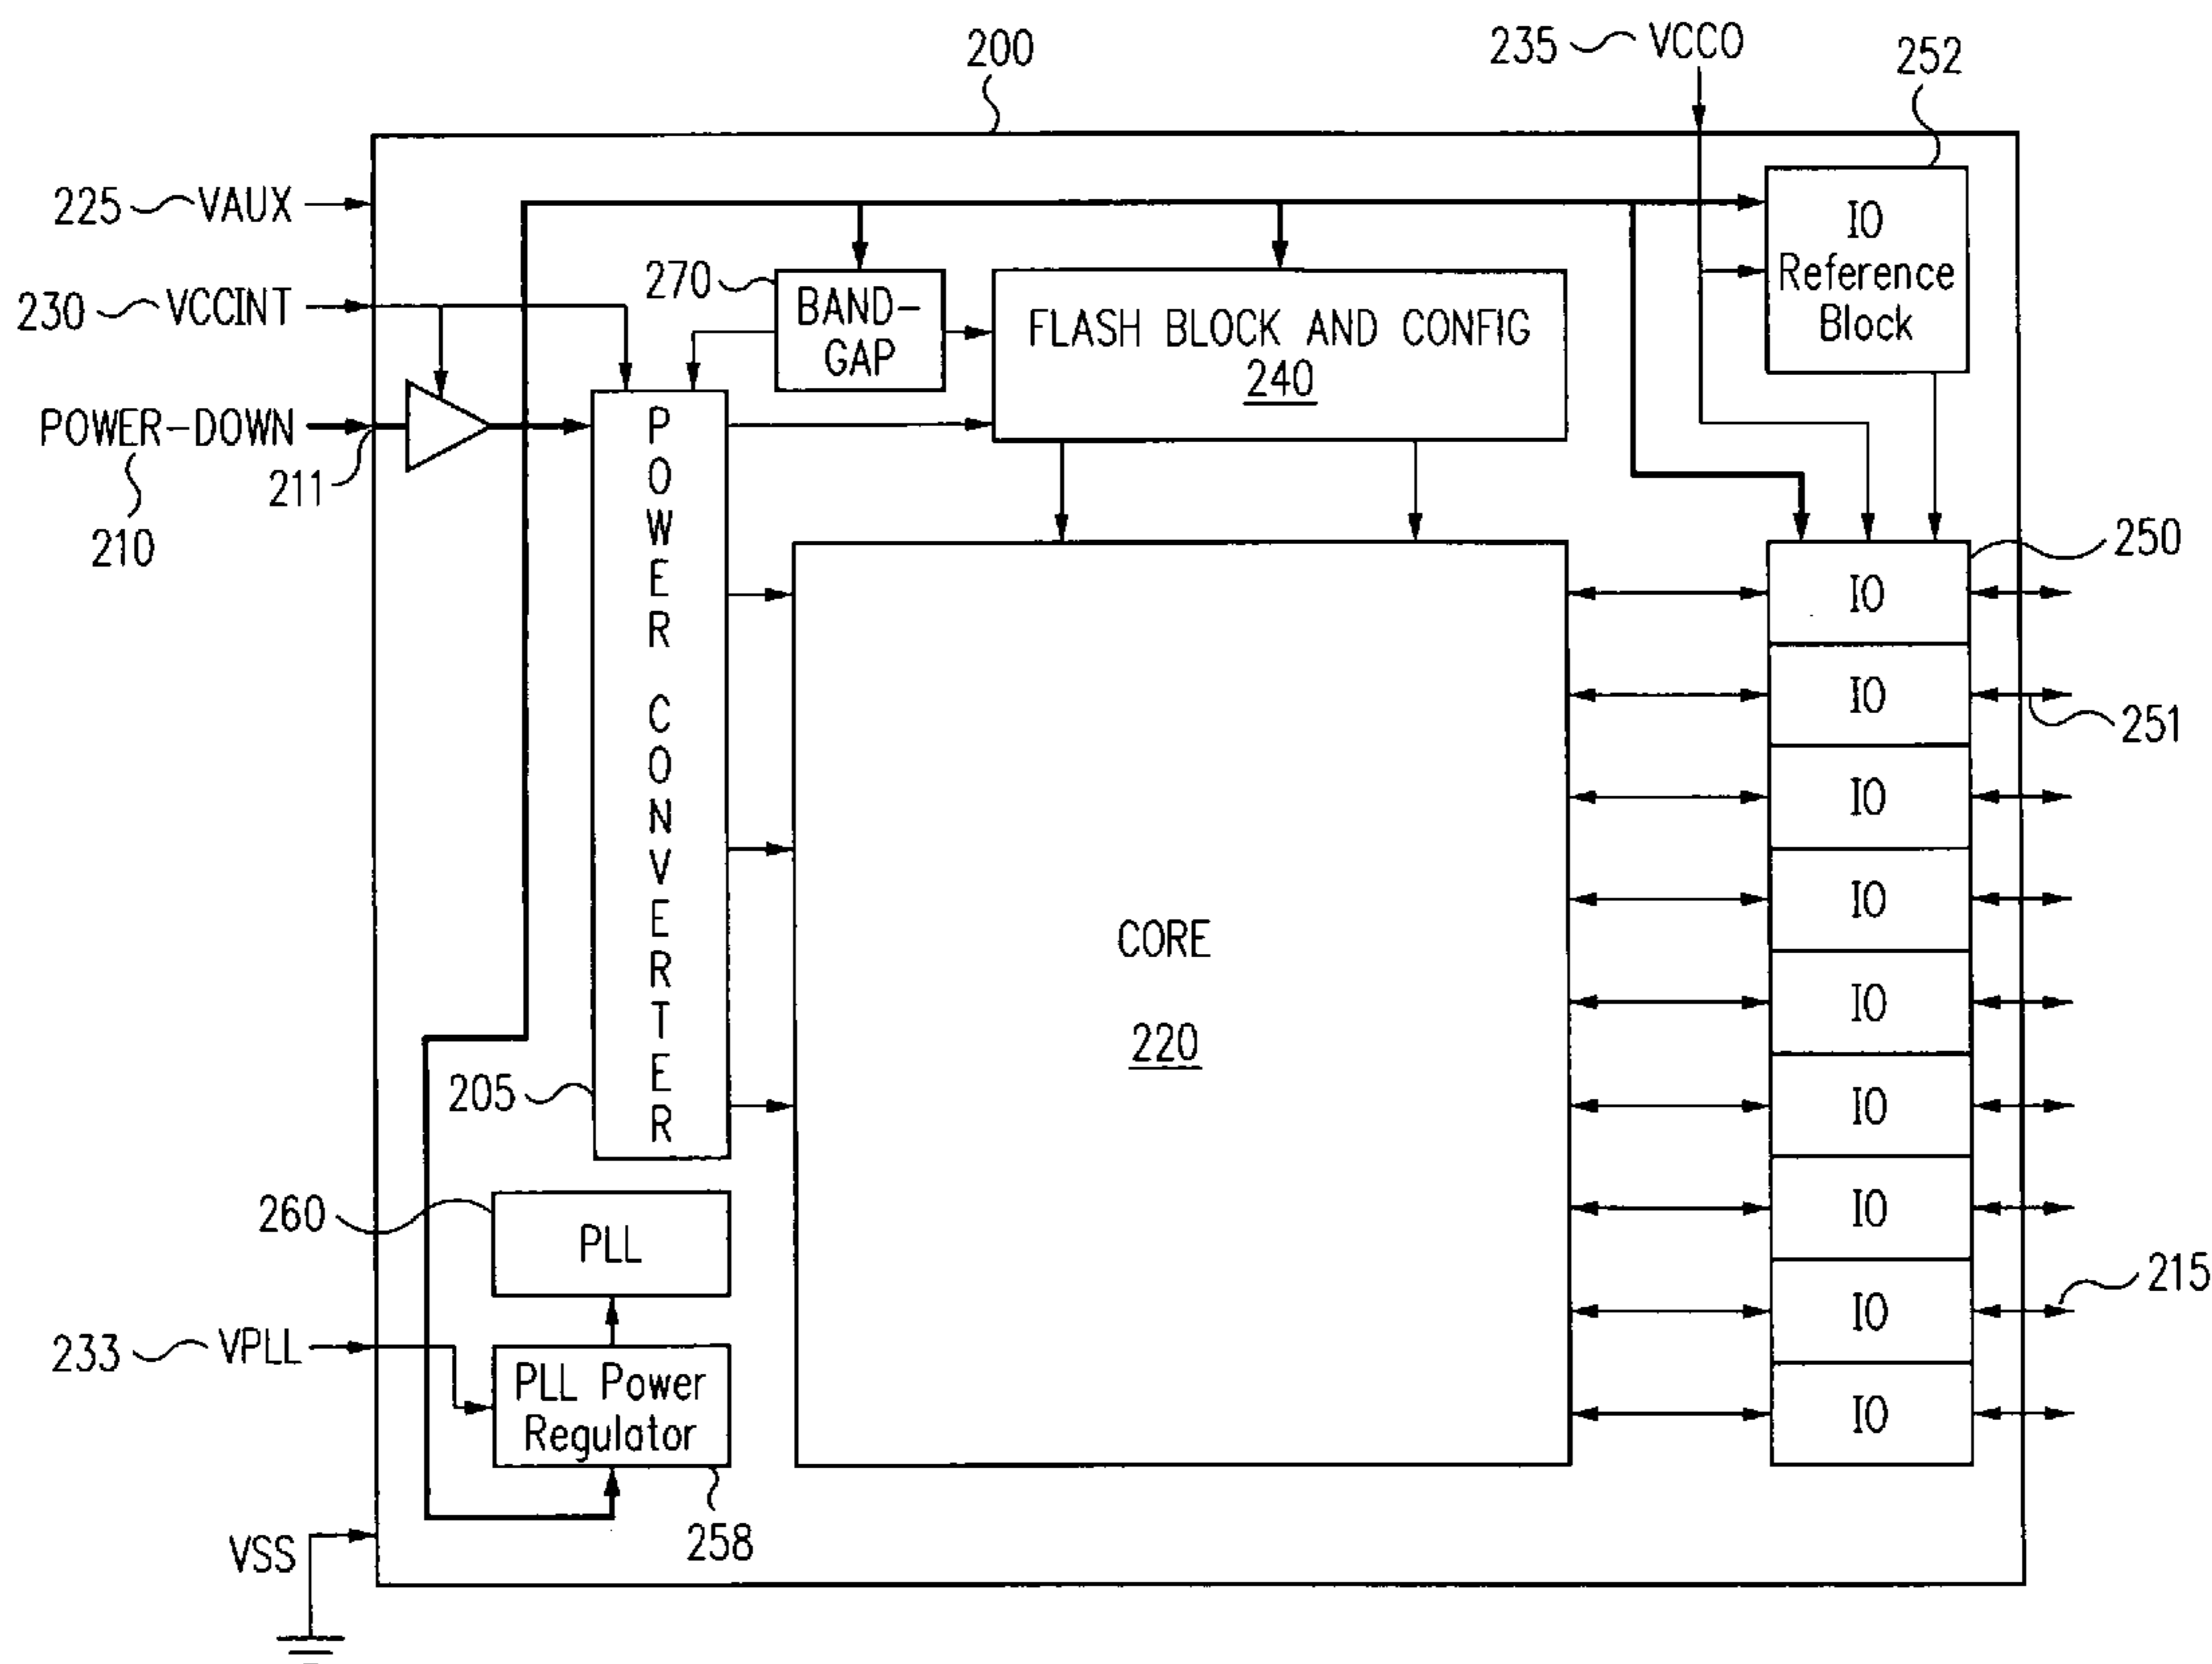 200
235 VCCO
252
225 VAUX
230 VCCINT
270
BAND-
GAP
FLASH BLOCK AND CONFIG
240
IO
Reference
Block
POWER-DOWN
211
210
POWER CONVERTER
205
CORE
220
250
IO
IO
251
IO
IO
IO
IO
IO
IO
215
IO
260
PLL
233 VPLL
PLL Power
Regulator
258
VSS